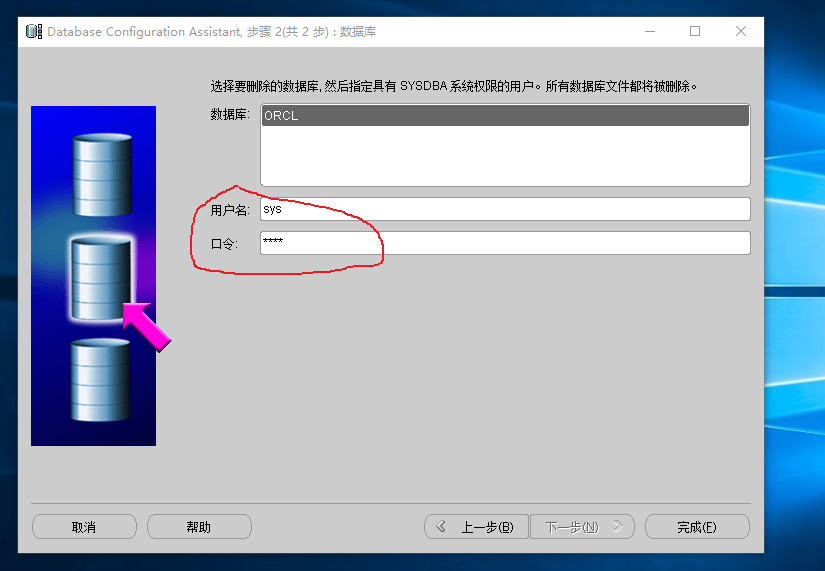 Database Configuration Assistant, 步骤 2(共 2 步) : 数据库
选择要删除的数据库, 然后指定具有 SYSDBA 系统权限的用户。所有数据库文件都将被删除。
数据库:
ORCL
用户名:
sys
口令:
****
取消
帮助
上一步(B)
下一步(N)
完成(F)